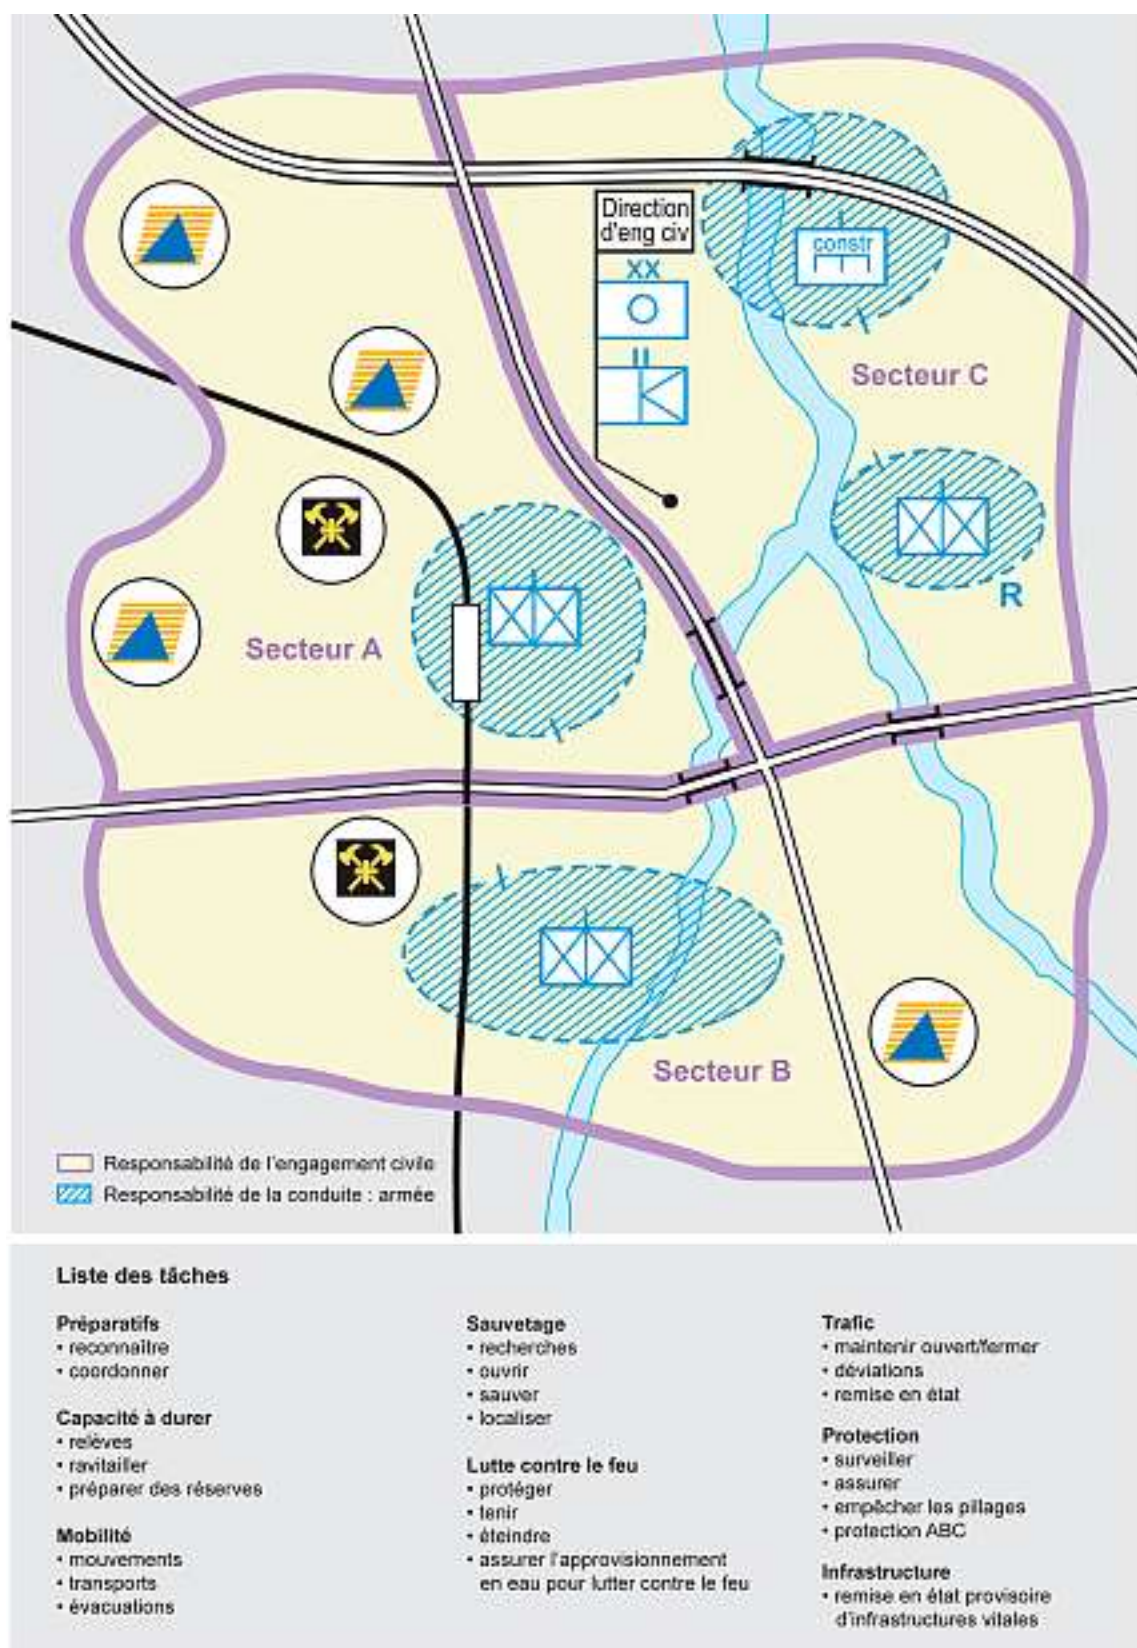 Direction
d'eng civ
XX
constr
Secteur C
R
Secteur A
Secteur B
Responsabilité de l'engagement civile
Responsabilité de la conduite : armée
Liste des tâches
Préparatifs
• reconnaître
• coordonner
Capacité à durer
• relèves
• ravitailler
• préparer des réserves
Mobilité
• mouvements
• transports
• évacuations
Sauvetage
• recherches
• ouvrir
• sauver
• localiser
Lutte contre le feu
• protéger
• tenir
• éteindre
• assurer l'approvisionnement
en eau pour lutter contre le feu
Trafic
• maintenir ouvert/fermer
• déviations
• remise en état
Protection
• surveiller
• assurer
• empêcher les pillages
• protection ABC
Infrastructure
• remise en état provisoire
d'infrastructures vitales